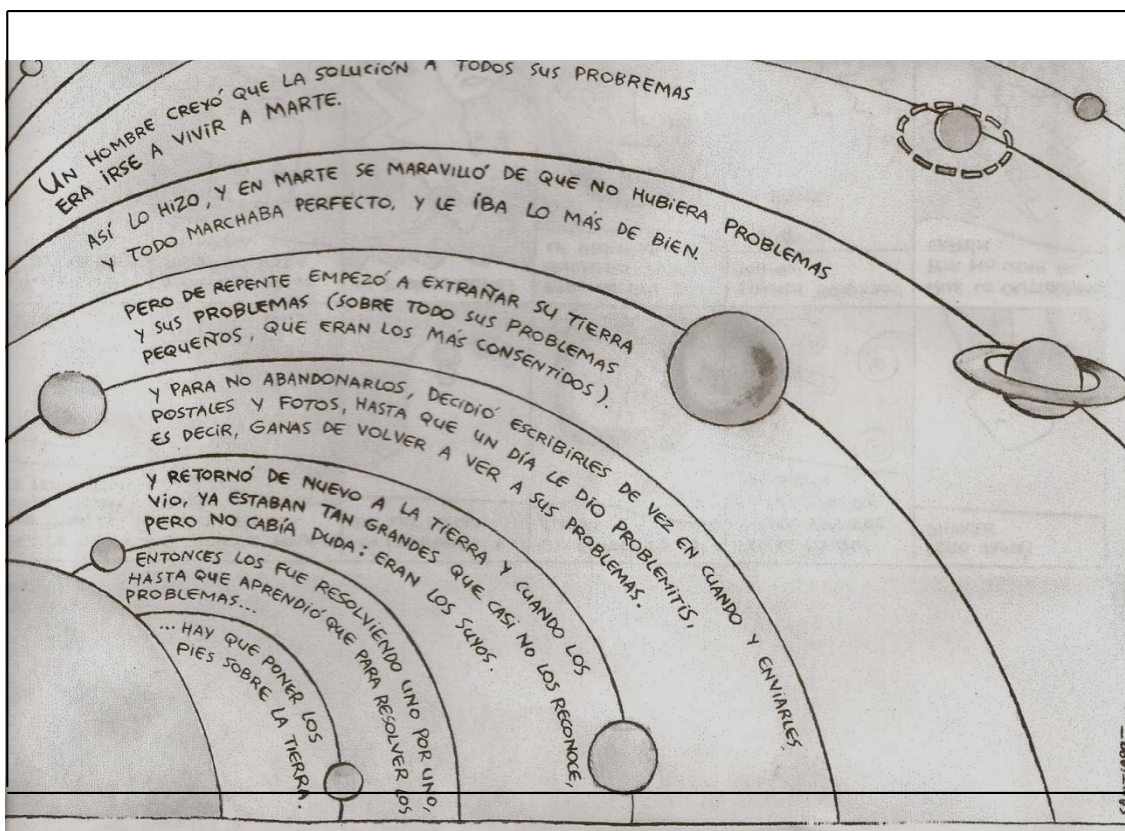 UN HOMBRE CREYÓ QUE LA SOLUCIÓN A TODOS SUS PROBREMAS
ERA IRSE A VIVIR A MARTE.
ASÍ LO HIZO, Y EN MARTE SE MARAVILLÓ DE QUE NO HUBIERA PROBLEMAS
Y TODO MARCHABA PERFECTO, Y LE IBA LO MÁS DE BIEN.
PERO DE REPENTE EMPEZÓ A EXTRAÑAR SU TIERRA
Y SUS PROBLEMAS (SOBRE TODO SUS PROBLEMAS
PEQUEÑOS, QUE ERAN LOS MÁS CONSENTIDOS).
Y PARA NO ABANDONARLOS, DECIDIÓ ESCRIBIRLES DE VEZ EN CUANDO Y ENVIARLES
POSTALES Y FOTOS, HASTA QUE UN DÍA LE DIO PROBLEMITIS,
ES DECIR, GANAS DE VOLVER A VER A SUS PROBLEMAS.
Y RETORNÓ DE NUEVO A LA TIERRA Y CUANDO LOS
VIO, YA ESTABAN TAN GRANDES QUE CASI NO LOS RECONOCE,
PERO NO CABÍA DUDA: ERAN LOS SUYOS.
ENTONCES LOS FUE RESOLVIENDO UNO POR UNO,
HASTA QUE APRENDIÓ QUE PARA RESOLVER LOS
PROBLEMAS...
... HAY QUE PONER LOS
PIES SOBRE LA TIERRA.